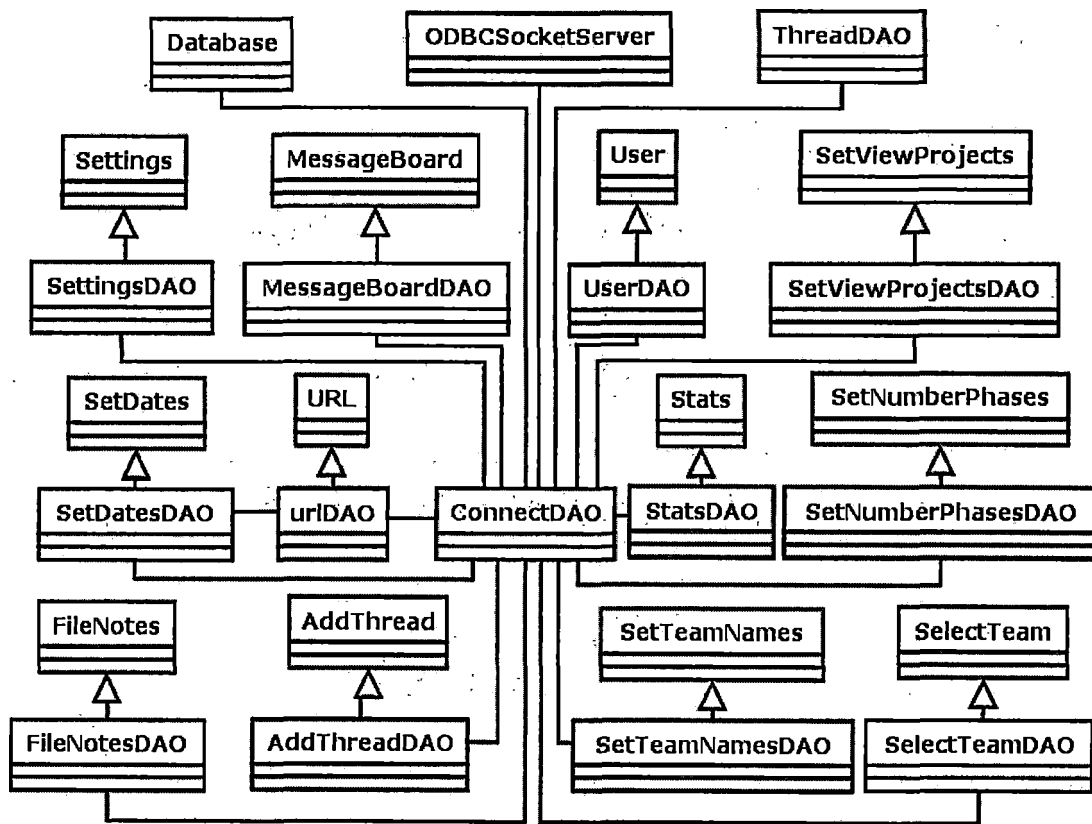 Database
ODBCSocketServer
ThreadDAO
Settings
MessageBoard
User
SetViewProjects
SettingsDAO
MessageBoardDAO
UserDAO
SetViewProjectsDAO
SetDates
URL
Stats
SetNumberPhases
SetDatesDAO
urlDAO
ConnectDAO
StatsDAO
SetNumberPhasesDAO
FileNotes
AddThread
SetTeamNames
SelectTeam
FileNotesDAO
AddThreadDAO
SetTeamNamesDAO
SelectTeamDAO